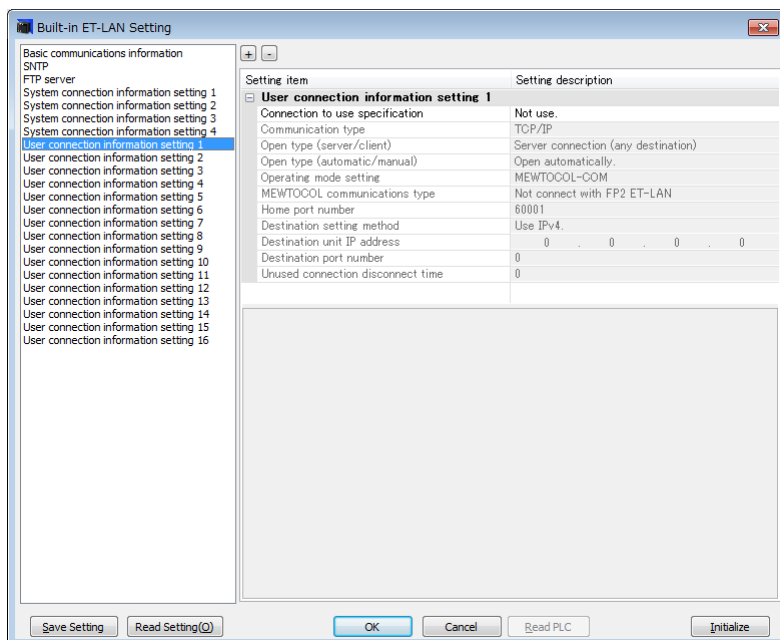 Built-in ET-LAN Setting
Basic communications information
SNTP
FTP server
System connection information setting 1
System connection information setting 2
System connection information setting 3
System connection information setting 4
User connection information setting 1
User connection information setting 2
User connection information setting 3
User connection information setting 4
User connection information setting 5
User connection information setting 6
User connection information setting 7
User connection information setting 8
User connection information setting 9
User connection information setting 10
User connection information setting 11
User connection information setting 12
User connection information setting 13
User connection information setting 14
User connection information setting 15
User connection information setting 16
+ -
Setting item Setting description
User connection information setting 1
Connection to use specification Not use.
Communication type TCP/IP
Open type (server/client) Server connection (any destination)
Open type (automatic/manual) Open automatically.
Operating mode setting MEWTOCOL-COM
MEWTOCOL communications type Not connect with FP2 ET-LAN
Home port number 60001
Destination setting method Use IPv4.
Destination unit IP address 0 . 0 . 0 . 0
Destination port number 0
Unused connection disconnect time 0
Save Setting Read Setting(O) OK Cancel Read PLC Initialize